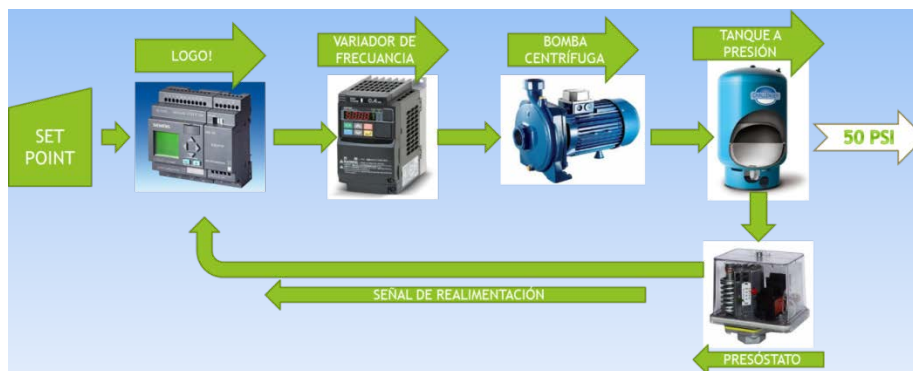 LOGO!
VARIADOR DE
FRECUANCIA
BOMBA
CENTRÍFUGA
TANQUE A
PRESIÓN
SET
POINT
50 PSI
SEÑAL DE REALIMENTACIÓN
PRESÓSTATO